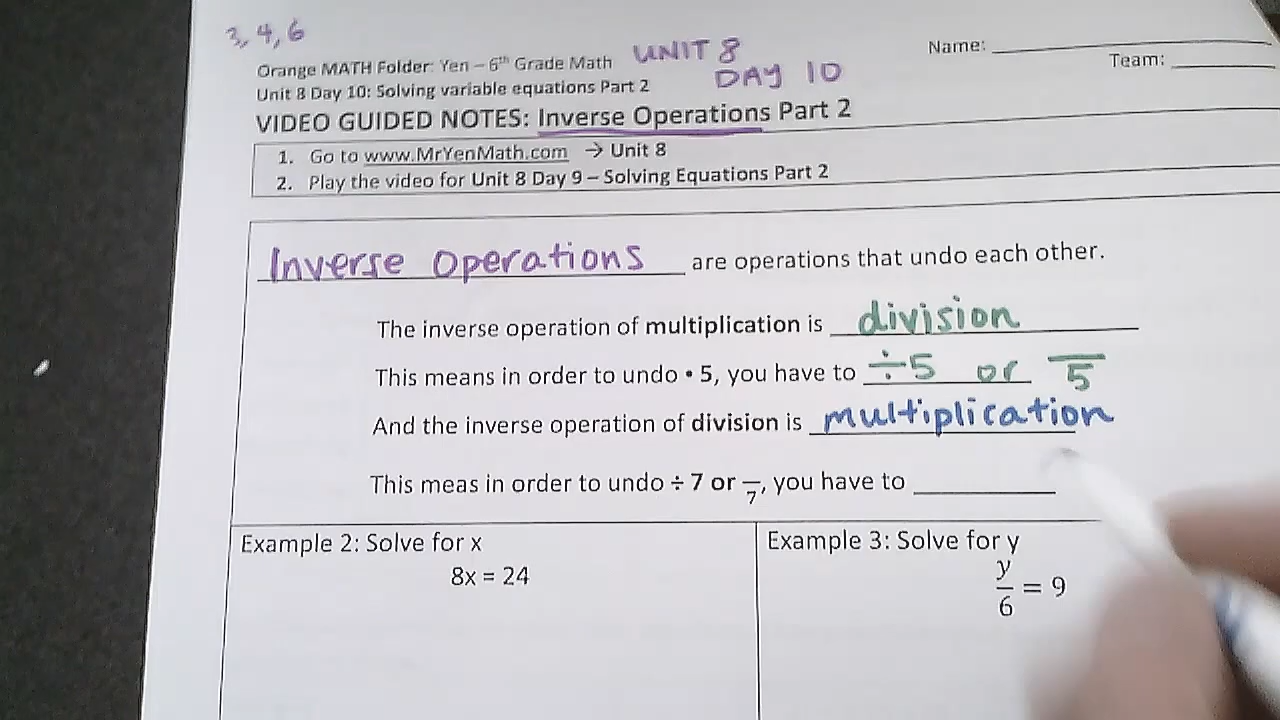 3, 4, 6
Orange MATH Folder: Yen – 6th Grade Math UNIT 8 Name: ____________
Unit 8 Day 10: Solving variable equations Part 2 DAY 10 Team: ____________
VIDEO GUIDED NOTES: Inverse Operations Part 2
1. Go to www.MrYenMath.com → Unit 8
2. Play the video for Unit 8 Day 9 – Solving Equations Part 2
Inverse Operations are operations that undo each other.
The inverse operation of multiplication is division
This means in order to undo • 5, you have to ÷5 or —/5
And the inverse operation of division is multiplication
This meas in order to undo ÷ 7 or —/7, you have to ____________
Example 2: Solve for x
8x = 24
Example 3: Solve for y
y/6 = 9